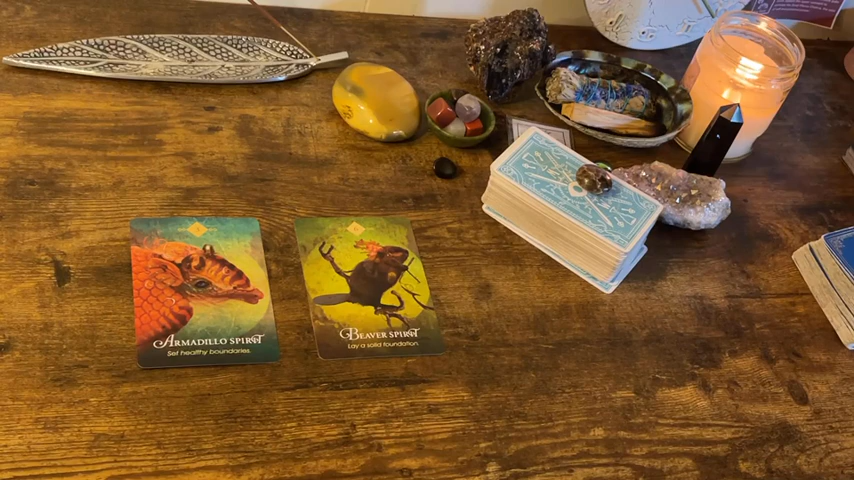 ARMADILLO SPIRIT
Set healthy boundaries.
BEAVER SPIRIT
Lay a solid foundation.